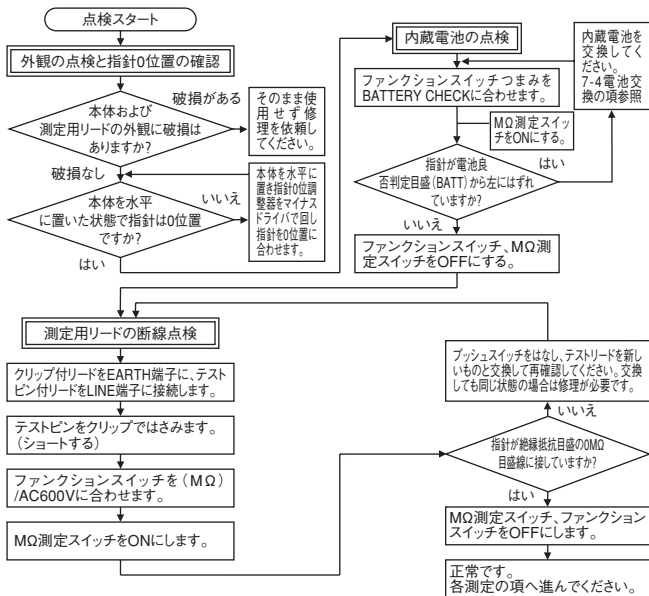 点検スタート
外観の点検と指針0位置の確認
本体および
測定用リードの外観に破損は
ありますか?
破損がある
そのまま使
用せず修
理を依頼し
てください。
破損なし
本体を水平
に置いた状態で指針は0位置
ですか?
いいえ
本体を水平に
置き指針0位調
整器をマイナス
ドライバで回し
指針を0位置に
合わせます。
はい
内蔵電池の点検
ファンクションスイッチつまみを
BATTERY CHECKに合わせます。
MΩ測定スイッ
チをONにする。
指針が電池良
否判定目盛(BATT)から左にはずれ
ていますか?
はい
内蔵電池を
交換してく
ださい。
7-4電池交
換の項参照
いいえ
ファンクションスイッチ、MΩ測
定スイッチをOFFにする。
測定用リードの断線点検
クリップ付リードをEARTH端子に、テスト
ピン付リードをLINE端子に接続します。
テストピンをクリップではさみます。
(ショートする)
ファンクションスイッチを(MΩ)
/AC600Vに合わせます。
MΩ測定スイッチをONにします。
プッシュスイッチをはなし、テストリードを新し
いものと交換して再確認してください。交換
しても同じ状態の場合は修理が必要です。
いいえ
指針が絶縁抵抗目盛の0MΩ
目盛線に接していますか?
はい
MΩ測定スイッチ、ファンクション
スイッチをOFFにします。
正常です。
各測定の項へ進んでください。